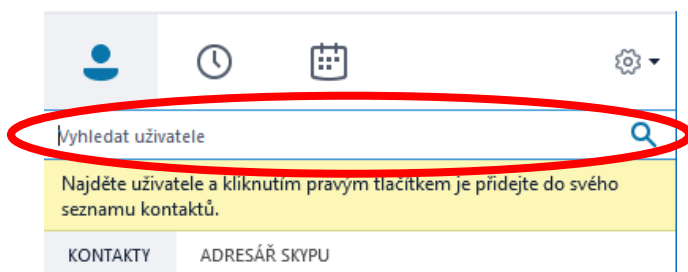 Vyhledat uživatele
Najděte uživatele a kliknutím pravým tlačítkem je přidejte do svého
seznamu kontaktů.
KONTAKTY ADRESÁŘ SKYPU